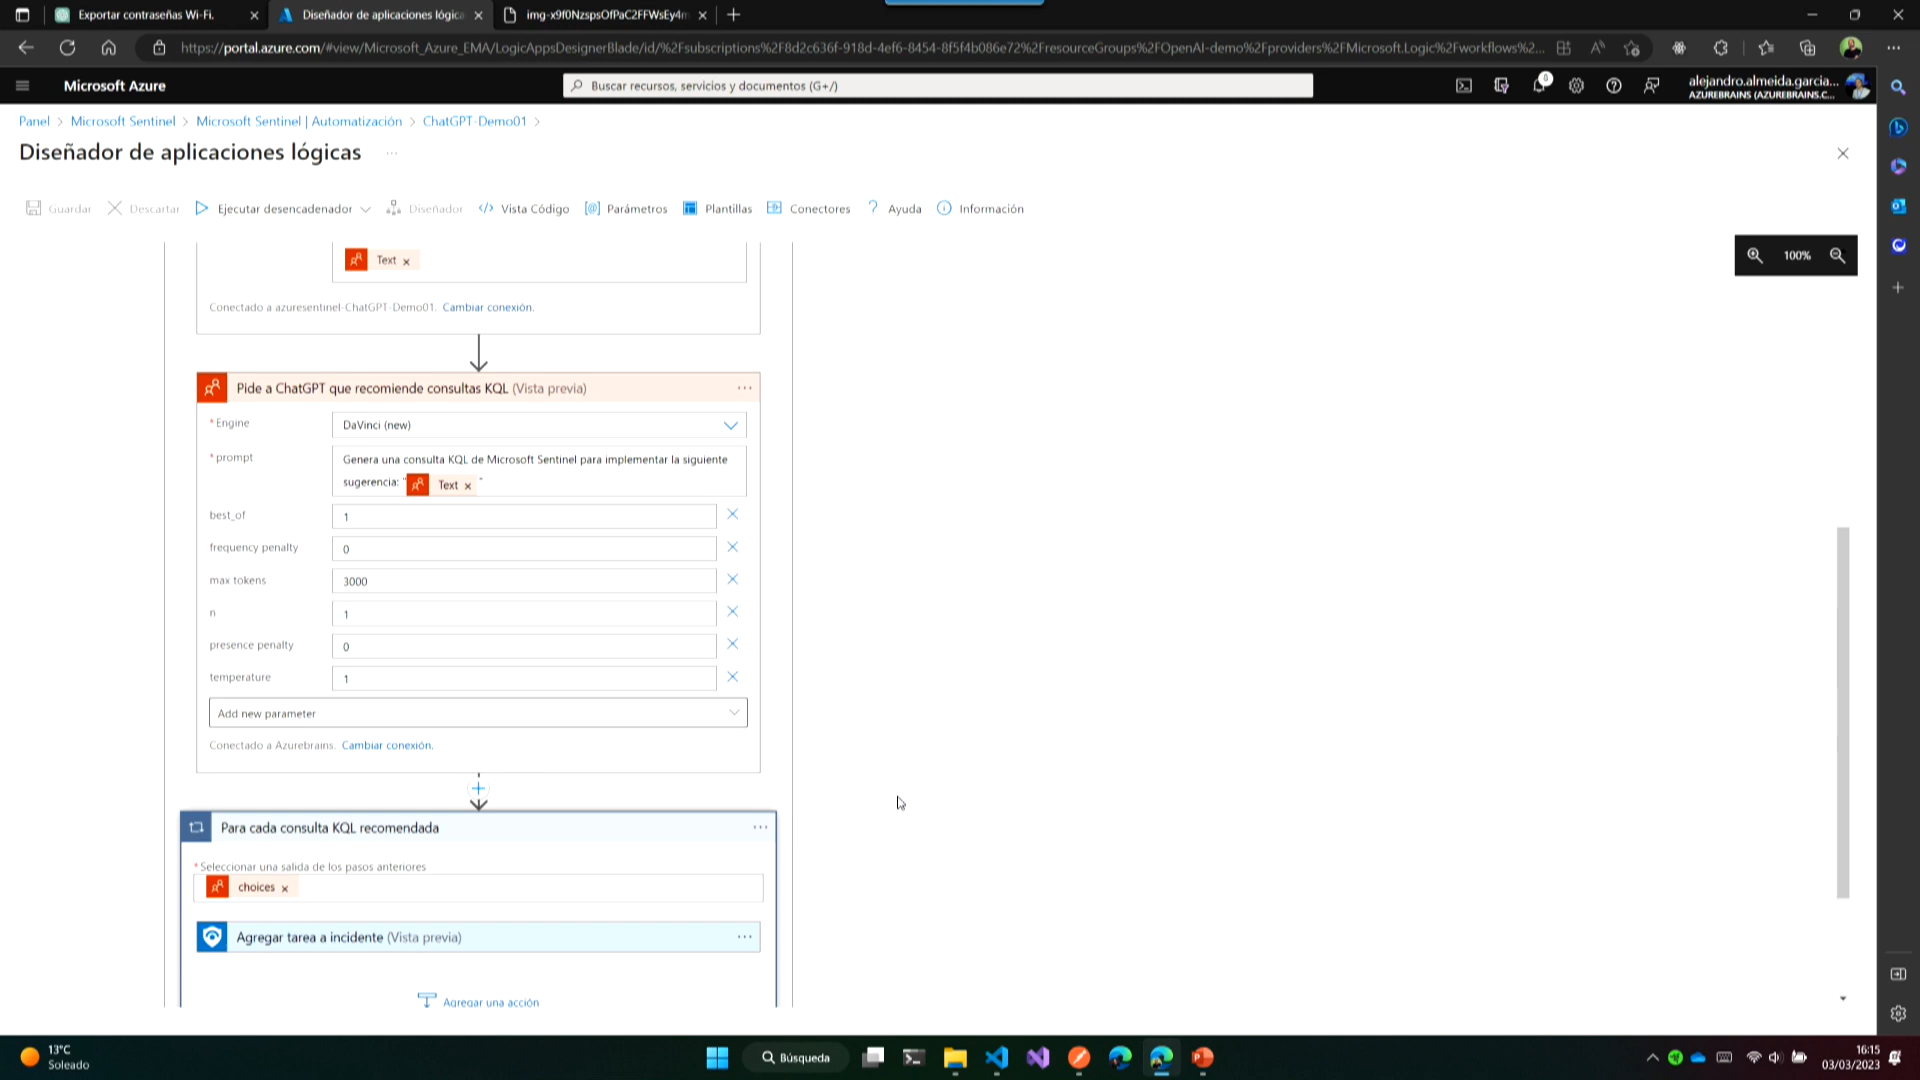 Exportar contraseñas Wi-Fi.
Diseñador de aplicaciones lógica
img-x9f0NzspsOfPaC2FFWsEy4m
https://portal.azure.com/#view/Microsoft_Azure_EMA/LogicAppsDesignerBlade/id/%2Fsubscriptions%2F8d2c636f-918d-4ef6-8454-8f5f4b086e72%2FresourceGroups%2FOpenAI-demo%2Fproviders%2FMicrosoft.Logic%2Fworkflows%2...
Microsoft Azure
Buscar recursos, servicios y documentos (G+/)
alejandro.almeida.garcia...
AZUREBRAINS (AZUREBRAINS.C...
Panel > Microsoft Sentinel > Microsoft Sentinel | Automatización > ChatGPT-Demo01 >
Diseñador de aplicaciones lógicas ...
Guardar Descartar Ejecutar desencadenador Diseñador Vista Código Parámetros Plantillas Conectores Ayuda Información
100%
Text ×
Conectado a azuresentinel-ChatGPT-Demo01. Cambiar conexión.
Pide a ChatGPT que recomiende consultas KQL (Vista previa) ...
* Engine
DaVinci (new)
* prompt
Genera una consulta KQL de Microsoft Sentinel para implementar la siguiente
sugerencia: " Text × "
best_of
1
frequency penalty
0
max tokens
3000
n
1
presence penalty
0
temperature
1
Add new parameter
Conectado a Azurebrains. Cambiar conexión.
Para cada consulta KQL recomendada ...
* Seleccionar una salida de los pasos anteriores
choices ×
Agregar tarea a incidente (Vista previa) ...
Agregar una acción
13°C
Soleado
Búsqueda
16:15
03/03/2023